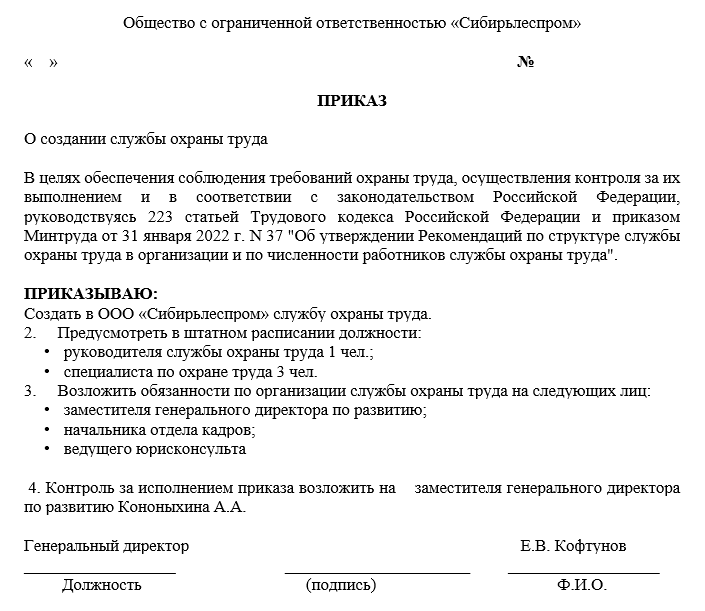 Общество с ограниченной ответственностью «Сибирьлеспром»
«    »                                                                 №
ПРИКАЗ
О создании службы охраны труда
В целях обеспечения соблюдения требований охраны труда, осуществления контроля за их
выполнением и в соответствии с законодательством Российской Федерации,
руководствуясь 223 статьей Трудового кодекса Российской Федерации и приказом
Минтруда от 31 января 2022 г. N 37 "Об утверждении Рекомендаций по структуре службы
охраны труда в организации и по численности работников службы охраны труда".
ПРИКАЗЫВАЮ:
Создать в ООО «Сибирьлеспром» службу охраны труда.
2. Предусмотреть в штатном расписании должности:
• руководителя службы охраны труда 1 чел.;
• специалиста по охране труда 3 чел.
3. Возложить обязанности по организации службы охраны труда на следующих лиц:
• заместителя генерального директора по развитию;
• начальника отдела кадров;
• ведущего юрисконсульта
4. Контроль за исполнением приказа возложить на заместителя генерального директора
по развитию Кононыхина А.А.
Генеральный директор Е.В. Кофтунов
Должность (подпись) Ф.И.О.